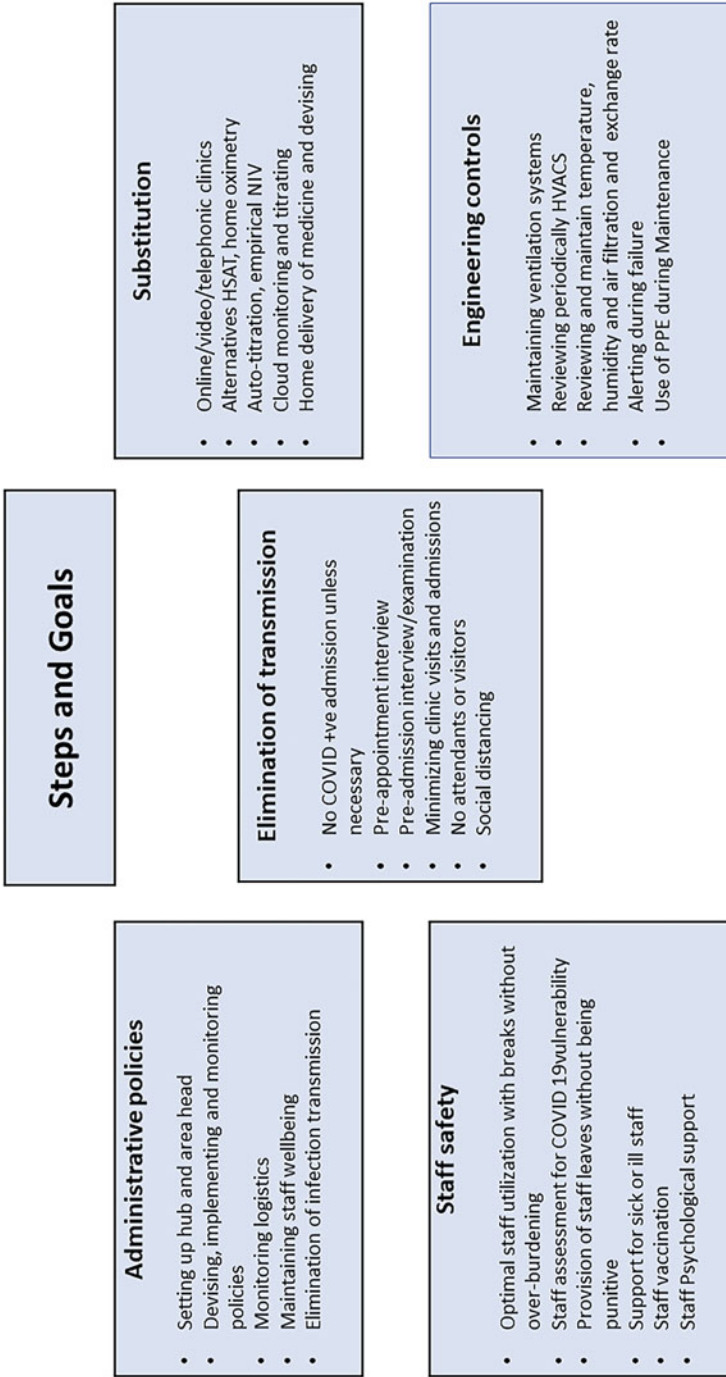 Steps and Goals
Administrative policies
• Setting up hub and area head
• Devising, implementing and monitoring
policies
• Monitoring logistics
• Maintaining staff wellbeing
• Elimination of infection transmission
Elimination of transmission
• No COVID +ve admission unless
necessary
• Pre-appointment interview
• Pre-admission interview/examination
• Minimizing clinic visits and admissions
• No attendants or visitors
• Social distancing
Substitution
• Online/video/telephonic clinics
• Alternatives HSAT, home oximetry
• Auto-titration, empirical NIV
• Cloud monitoring and titrating
• Home delivery of medicine and devising
Staff safety
• Optimal staff utilization with breaks without
over-burdening
• Staff assessment for COVID 19vulnerability
• Provision of staff leaves without being
punitive
• Support for sick or ill staff
• Staff vaccination
• Staff Psychological support
Engineering controls
• Maintaining ventilation systems
• Reviewing periodically HVACS
• Reviewing and maintain temperature,
humidity and air filtration and exchange rate
• Alerting during failure
• Use of PPE during Maintenance